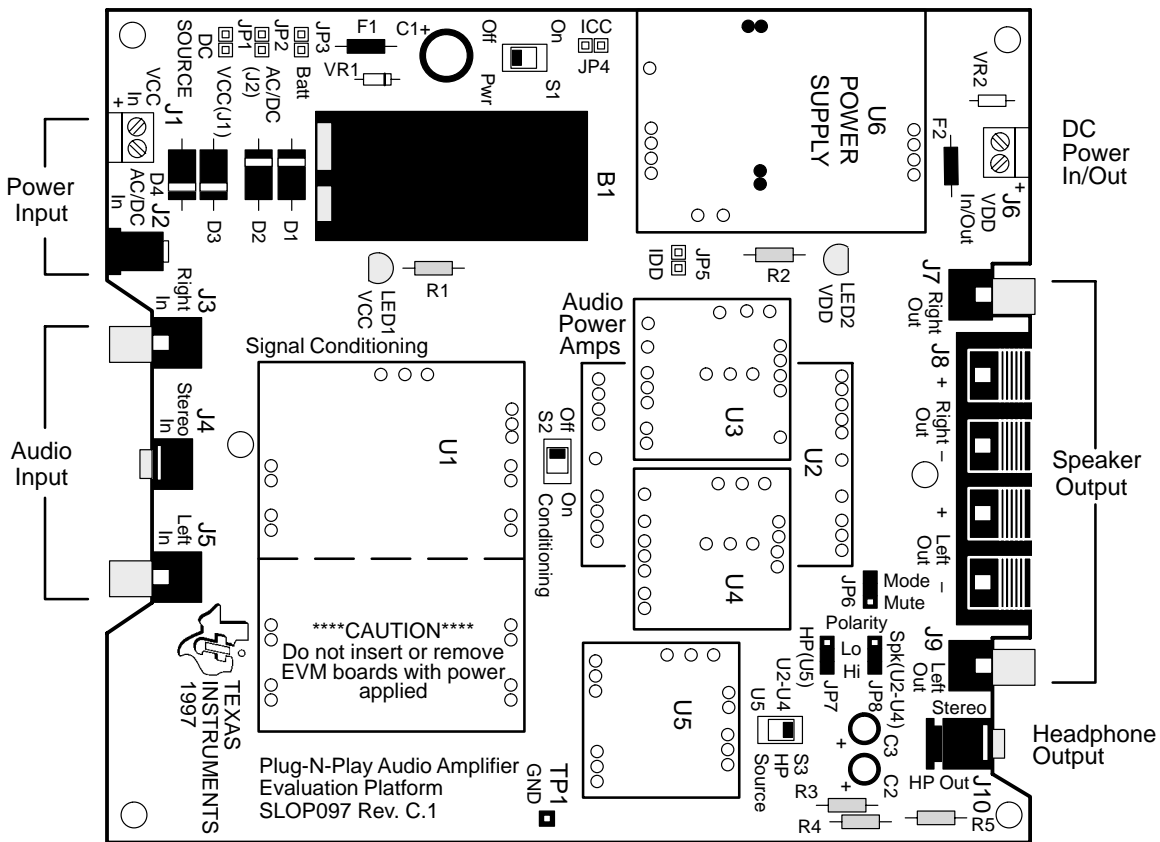 JP3
JP2
JP1
F1
C1+
Off
On
Pwr
S1
ICC
JP4
VR1
DC
SOURCE
VCC(J1)
AC/DC
(J2)
Batt
+
In
VCC
J1
D4
AC/DC
In
J2
D3
D2
D1
B1
U6
POWER
SUPPLY
VR2
F2
+
J6
VDD
In/Out
DC
Power
In/Out
Power
Input
Right
In
J3
LED1
VCC
R1
IDD
JP5
R2
LED2
VDD
J7
Right
Out
Audio
Power
Amps
Signal Conditioning
J8
+
Right
Out
–
+
Left
Out
–
Stereo
In
J4
Audio
Input
U1
Off
S2
On
Conditioning
U3
U2
U4
Speaker
Output
Left
In
J5
JP6
Mode
Mute
Polarity
HP(U5)
Lo
Hi
JP7
JP8
Spk(U2-U4)
J9
Left
Out
****CAUTION****
Do not insert or remove
EVM boards with power
applied
TEXAS
INSTRUMENTS
1997
U5
U2-U4
U5
HP
S3
Source
+
C3
+
C2
Stereo
HP Out
J10
Headphone
Output
Plug-N-Play Audio Amplifier
Evaluation Platform
SLOP097 Rev. C.1
TP1
GND
R3
R4
R5